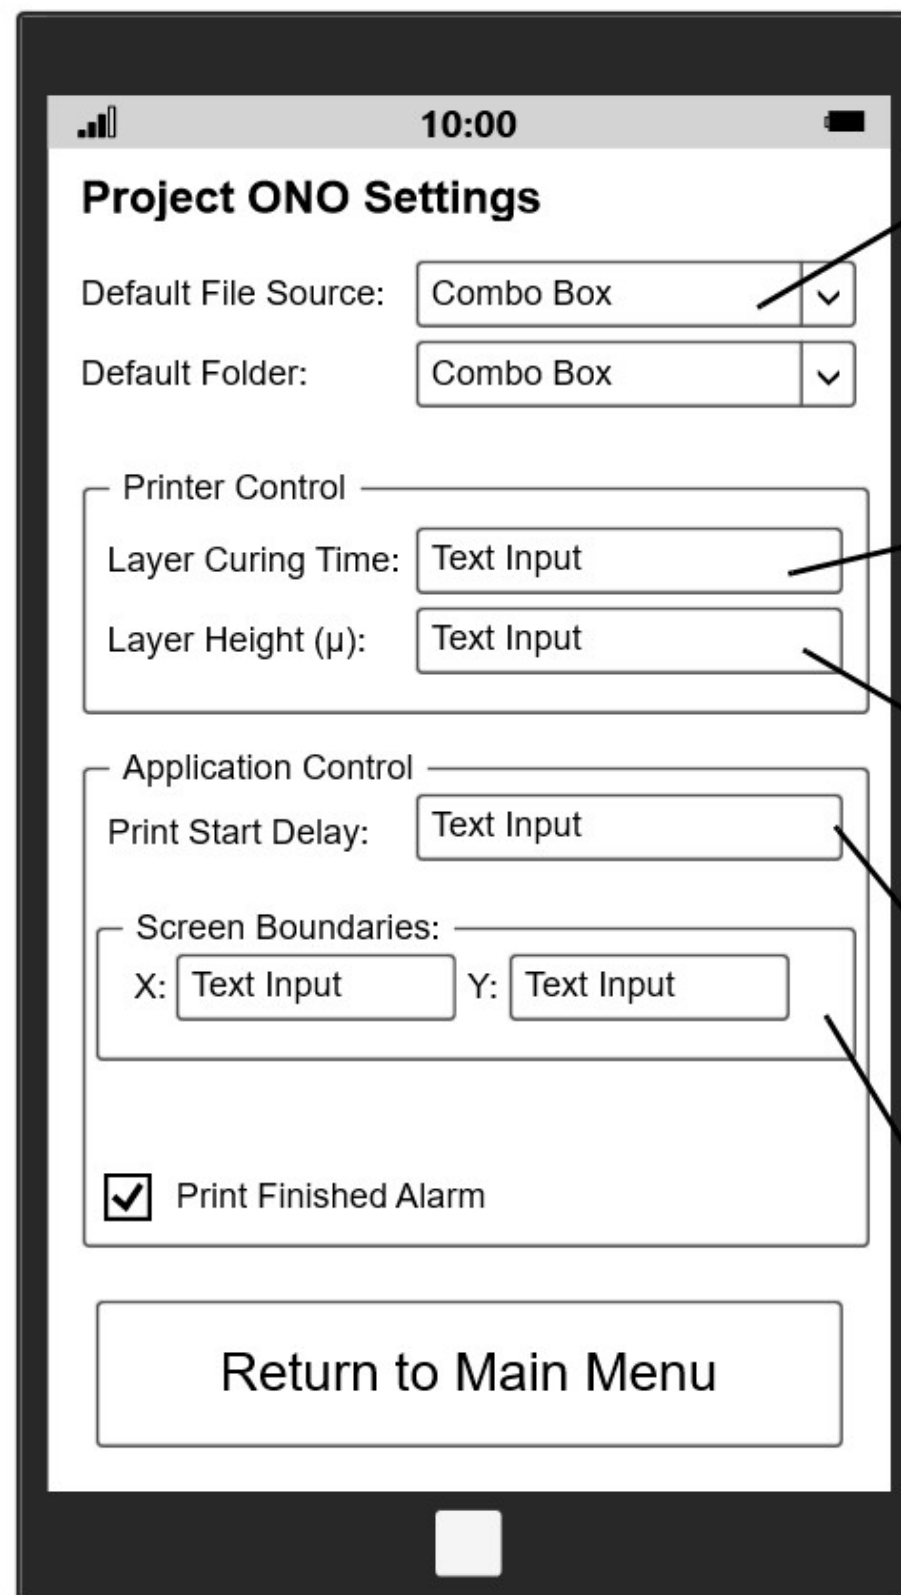 10:00
Project ONO Settings
Default File Source: Combo Box
Default Folder: Combo Box
Printer Control
Layer Curing Time: Text Input
Layer Height (µ): Text Input
Application Control
Print Start Delay: Text Input
Screen Boundaries:
X: Text Input Y: Text Input
Print Finished Alarm
Return to Main Menu